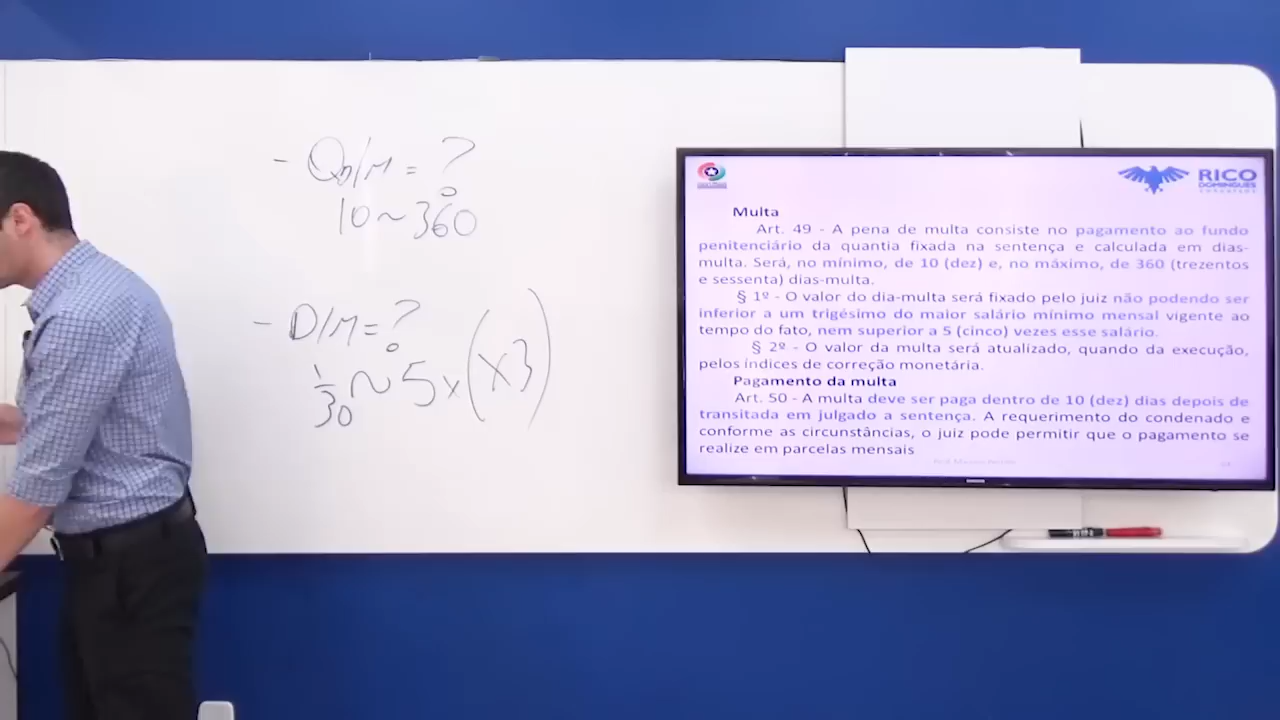 - QD/M = ?
10 ~ 360
- D/M = ?
1/30 ~ 5 x (x3)
RICO
DOMINGUES
Multa
Art. 49 - A pena de multa consiste no pagamento ao fundo
penitenciário da quantia fixada na sentença e calculada em dias-
multa. Será, no mínimo, de 10 (dez) e, no máximo, de 360 (trezentos
e sessenta) dias-multa.
§ 1º - O valor do dia-multa será fixado pelo juiz não podendo ser
inferior a um trigésimo do maior salário mínimo mensal vigente ao
tempo do fato, nem superior a 5 (cinco) vezes esse salário.
§ 2º - O valor da multa será atualizado, quando da execução,
pelos índices de correção monetária.
Pagamento da multa
Art. 50 - A multa deve ser paga dentro de 10 (dez) dias depois de
transitada em julgado a sentença. A requerimento do condenado e
conforme as circunstâncias, o juiz pode permitir que o pagamento se
realize em parcelas mensais